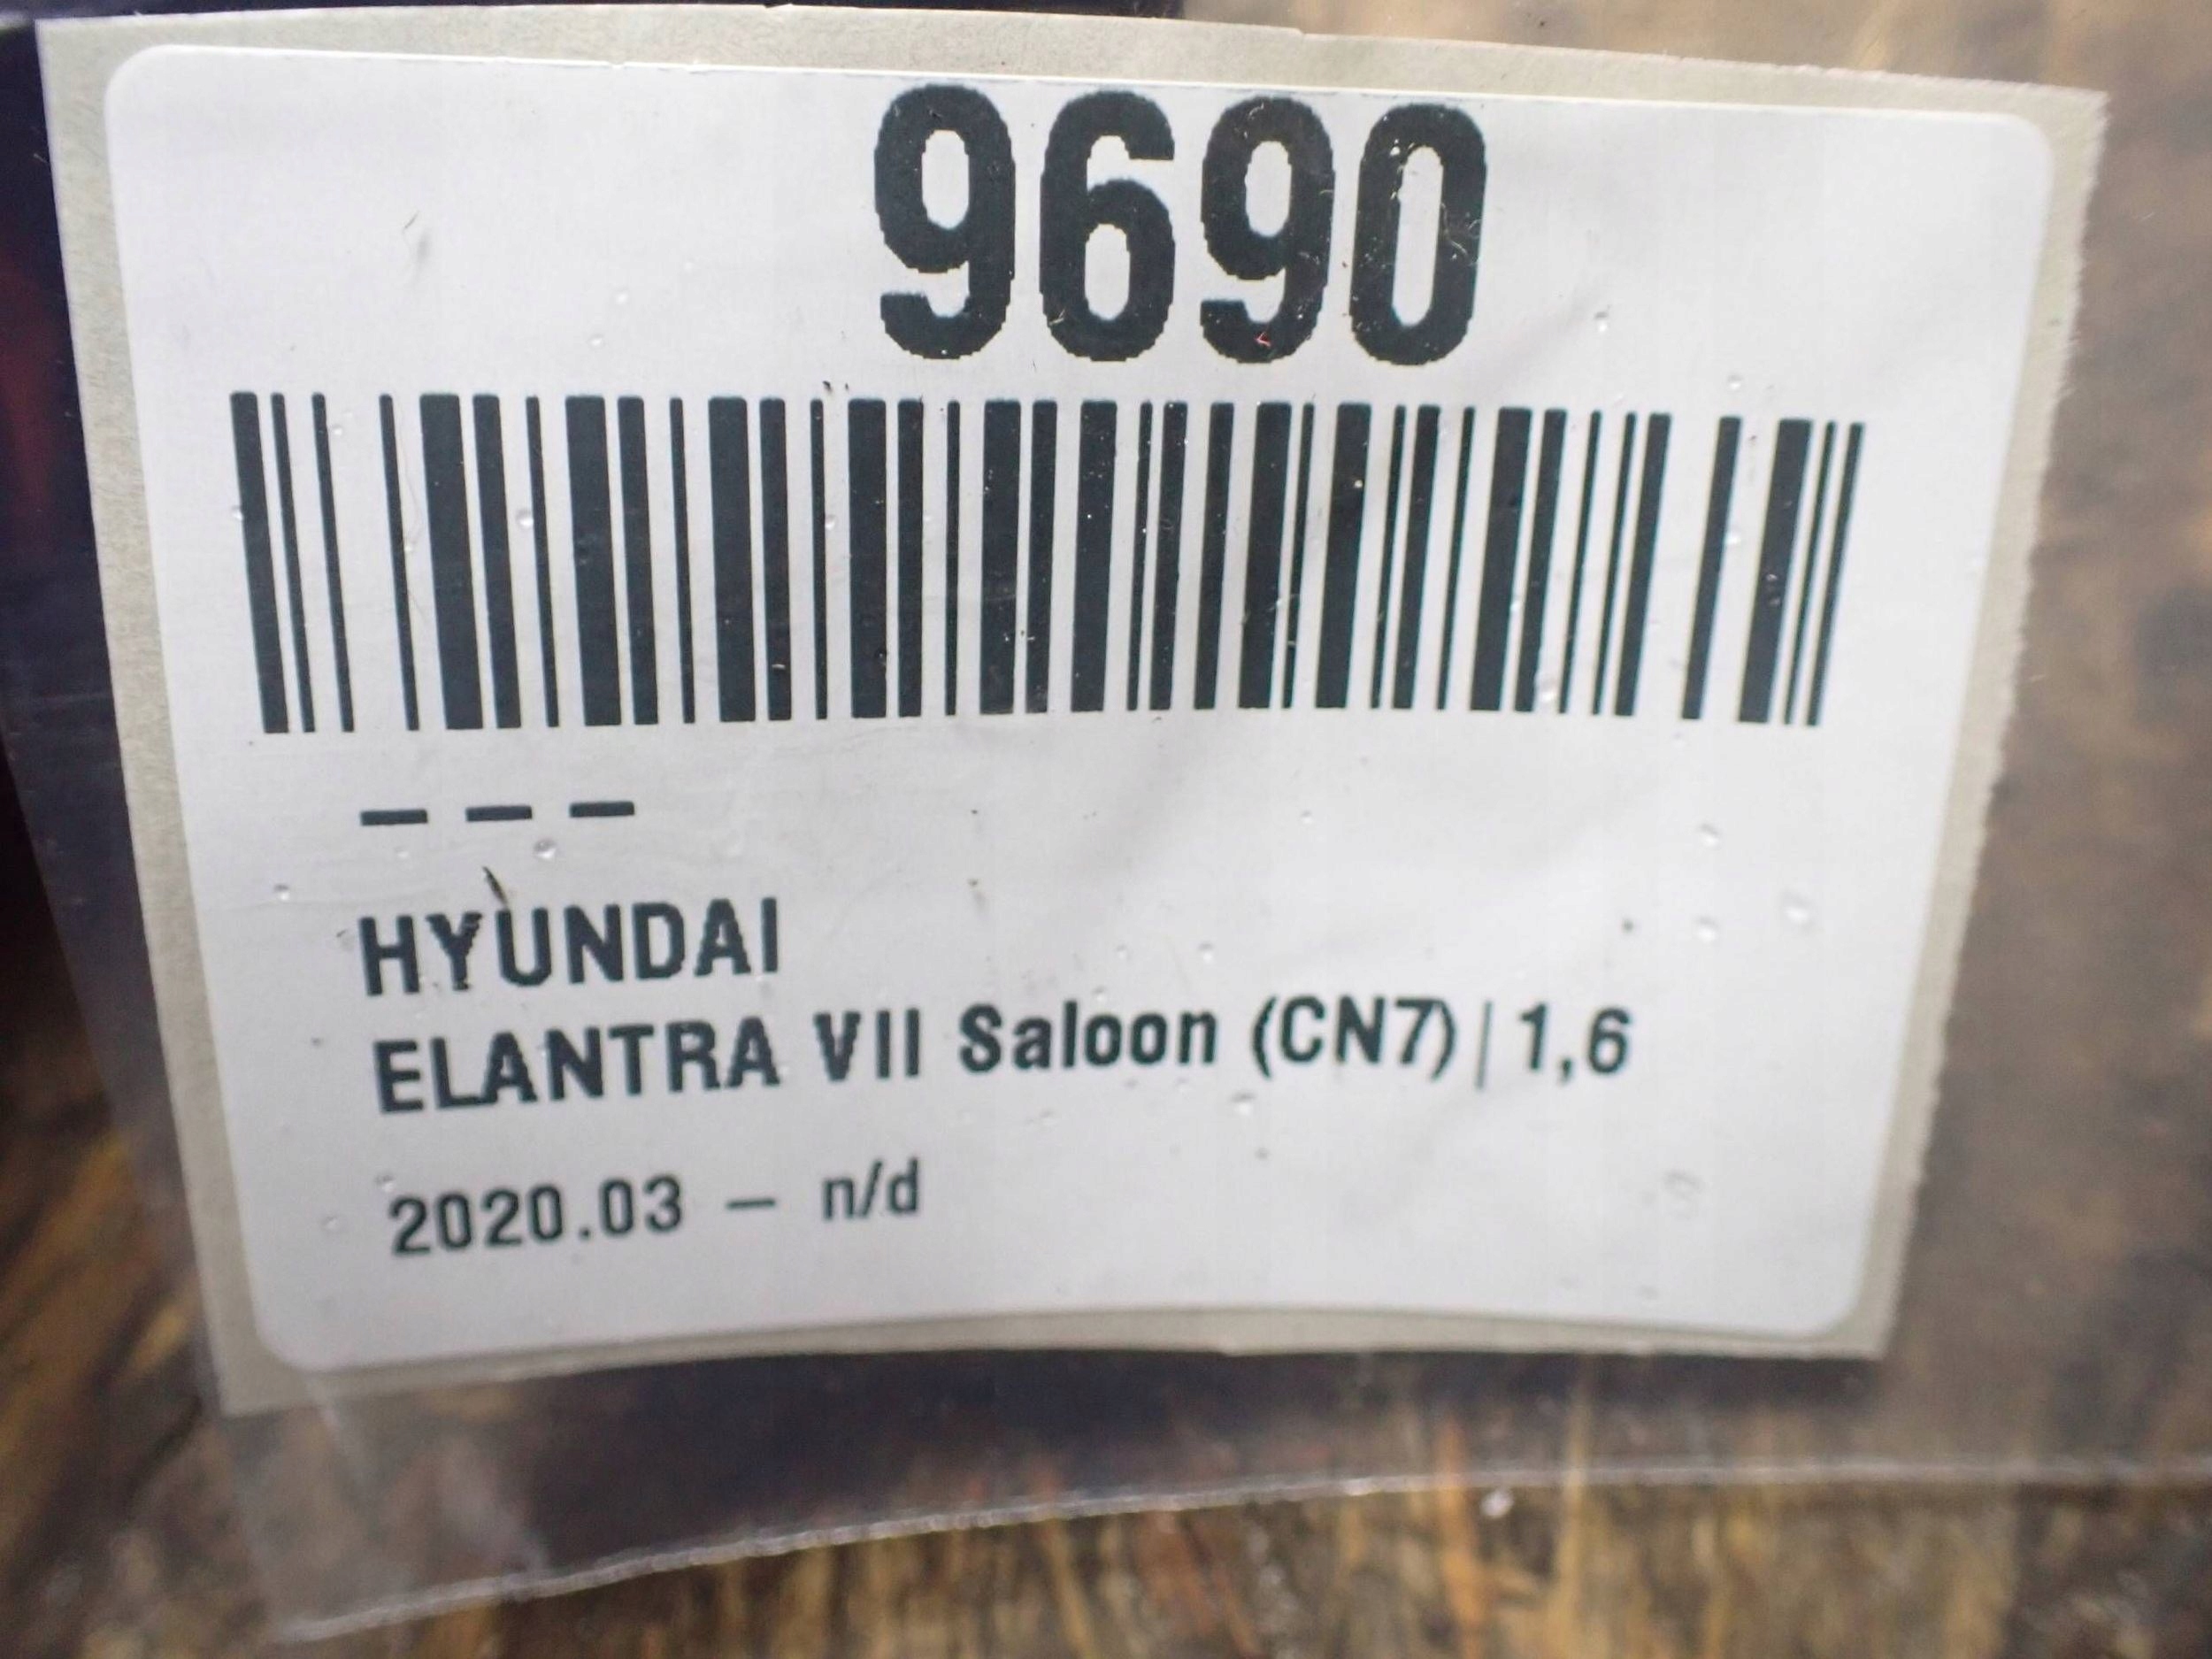 9690
– – –
HYUNDAI
ELANTRA VII Saloon (CN7) | 1,6
2020.03 – n/d